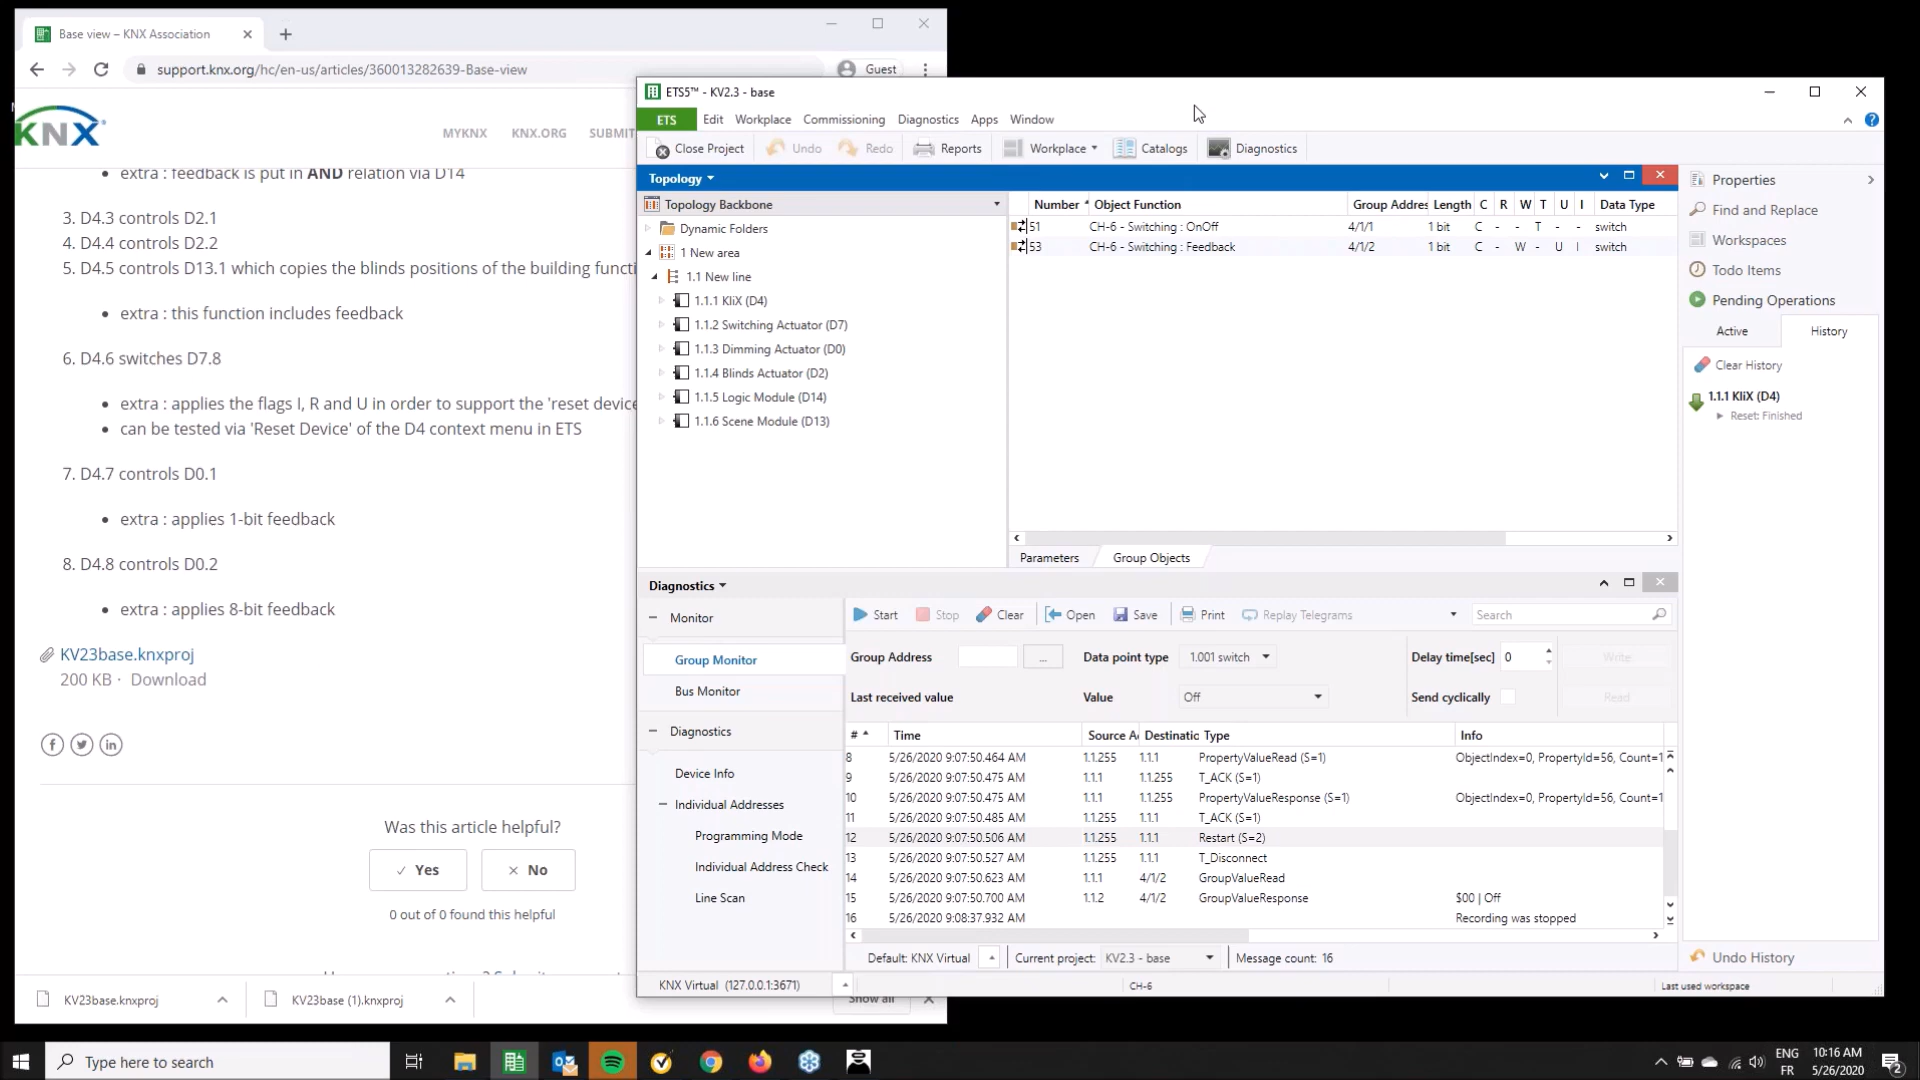 Base view – KNX Association
support.knx.org/hc/en-us/articles/360013282639-Base-view
Guest
KNX
MYKNX KNX.ORG SUBMIT
extra : feedback is put in AND relation via D14
3. D4.3 controls D2.1
4. D4.4 controls D2.2
5. D4.5 controls D13.1 which copies the blinds positions of the building
extra : this function includes feedback
6. D4.6 switches D7.8
extra : applies the flags I, R and U in order to support the 'reset
can be tested via 'Reset Device' of the D4 context menu in ETS
7. D4.7 controls D0.1
extra : applies 1-bit feedback
8. D4.8 controls D0.2
extra : applies 8-bit feedback
KV23base.knxproj
200 KB · Download
Was this article helpful?
Yes No
0 out of 0 found this helpful
KV23base.knxproj KV23base (1).knxproj Show all
ETS5™ - KV2.3 - base
ETS Edit Workplace Commissioning Diagnostics Apps Window
Close Project Undo Redo Reports Workplace Catalogs Diagnostics
Topology
Topology Backbone
Dynamic Folders
1 New area
1.1 New line
1.1.1 KliX (D4)
1.1.2 Switching Actuator (D7)
1.1.3 Dimming Actuator (D0)
1.1.4 Blinds Actuator (D2)
1.1.5 Logic Module (D14)
1.1.6 Scene Module (D13)
Number Object Function Group Addres Length C R W T U I Data Type
51 CH-6 - Switching : OnOff 4/1/1 1 bit C - - T - - switch
53 CH-6 - Switching : Feedback 4/1/2 1 bit C - W - U I switch
Parameters Group Objects
Properties
Find and Replace
Workspaces
Todo Items
Pending Operations
Active History
Clear History
1.1.1 KliX (D4)
Reset: Finished
Undo History
Last used workspace
Diagnostics
Monitor
Group Monitor
Bus Monitor
Diagnostics
Device Info
Individual Addresses
Programming Mode
Individual Address Check
Line Scan
Start Stop Clear Open Save Print Replay Telegrams Search
Group Address ... Data point type 1.001 switch Delay time[sec] 0 Write
Last received value Value Off Send cyclically Read
# Time Source A Destinatic Type Info
8 5/26/2020 9:07:50.464 AM 1.1.255 1.1.1 PropertyValueRead (S=1) ObjectIndex=0, PropertyId=56, Count=1
9 5/26/2020 9:07:50.475 AM 1.1.1 1.1.255 T_ACK (S=1)
10 5/26/2020 9:07:50.475 AM 1.1.1 1.1.255 PropertyValueResponse (S=1) ObjectIndex=0, PropertyId=56, Count=1
11 5/26/2020 9:07:50.485 AM 1.1.255 1.1.1 T_ACK (S=1)
12 5/26/2020 9:07:50.506 AM 1.1.255 1.1.1 Restart (S=2)
13 5/26/2020 9:07:50.527 AM 1.1.255 1.1.1 T_Disconnect
14 5/26/2020 9:07:50.623 AM 1.1.1 4/1/2 GroupValueRead
15 5/26/2020 9:07:50.700 AM 1.1.2 4/1/2 GroupValueResponse $00 | Off
16 5/26/2020 9:08:37.932 AM Recording was stopped
Default: KNX Virtual Current project: KV2.3 - base Message count: 16
KNX Virtual (127.0.0.1:3671) CH-6
Type here to search
ENG
FR
10:16 AM
5/26/2020
2